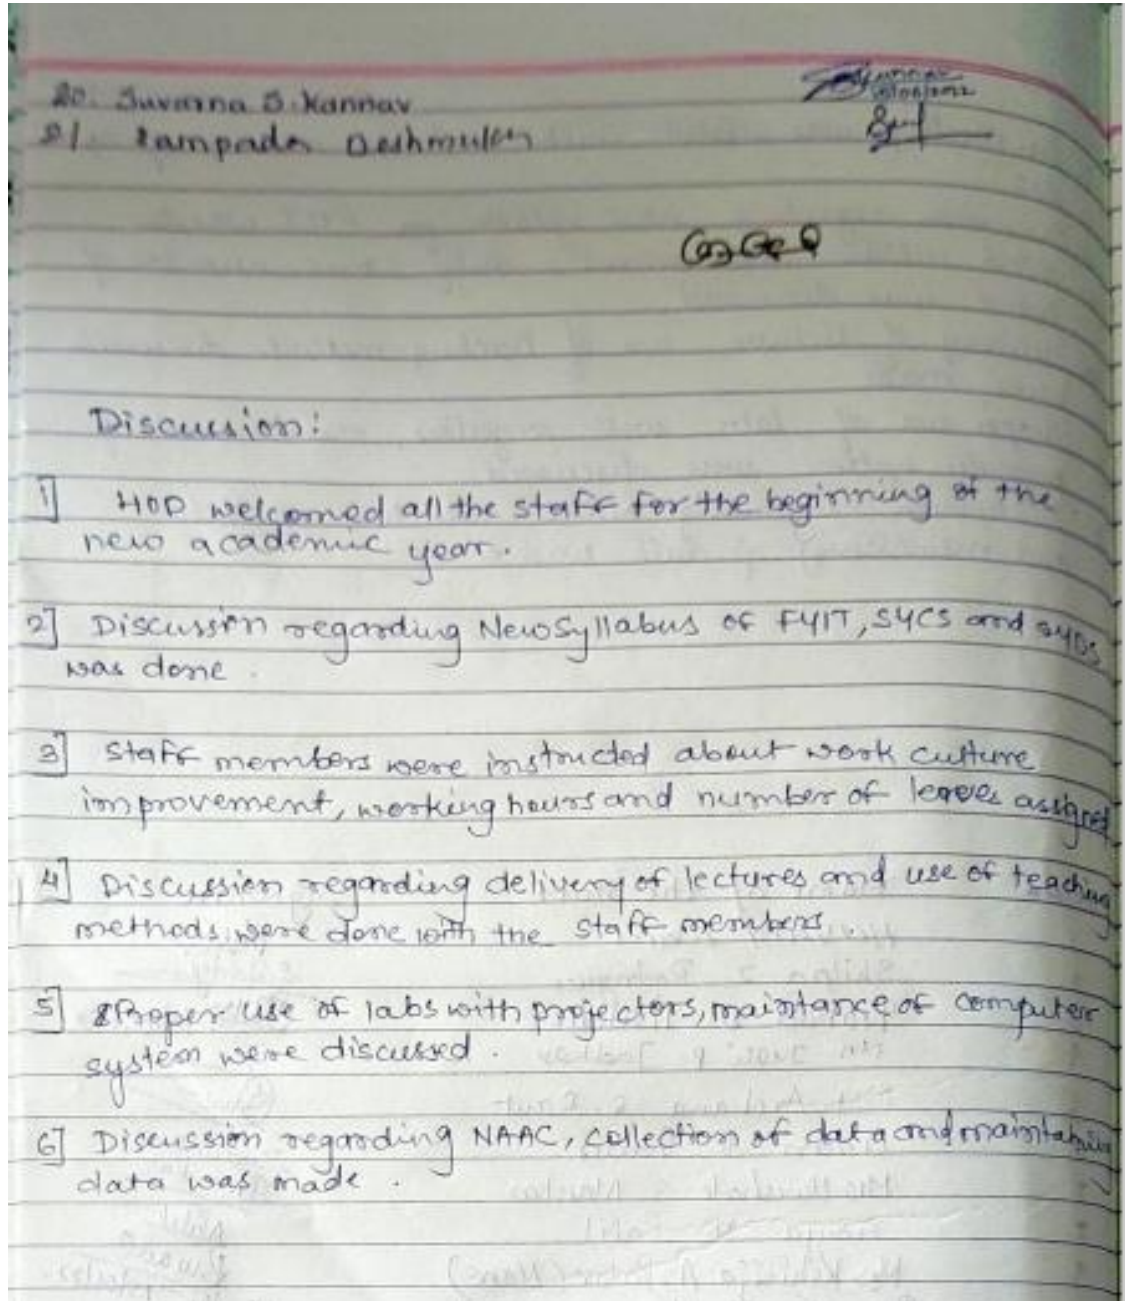 20. Suvarna S. Kannav
21. Sampada Deshmukh
Discussion:
1] HOD welcomed all the staff for the beginning of the
new academic year.
2] Discussion regarding New Syllabus of FYIT, SYCS and SYDS
was done.
3] Staff members were instructed about work culture
improvement, working hours and number of leaves assigned
4] Discussion regarding delivery of lectures and use of teaching
methods were done with the staff members.
5] Proper use of labs with projectors, maintance of computer
system were discussed.
6] Discussion regarding NAAC, collection of data and maintaining
data was made.